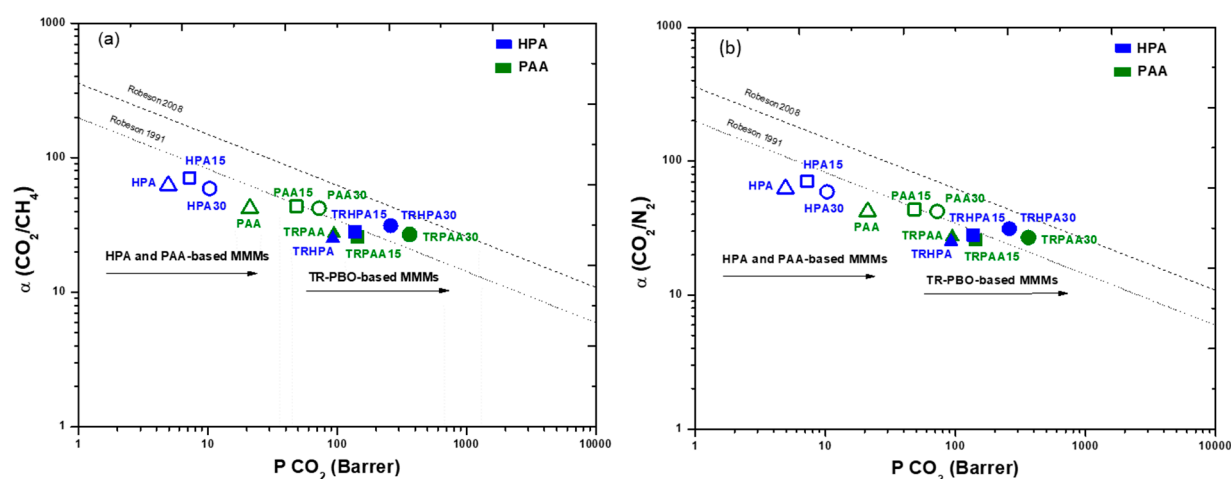 (a)
HPA
PAA
1000
100
10
1
α (CO2/CH4)
Robeson 2008
Robeson 1991
HPA15
HPA
HPA30
PAA15
PAA30
PAA
TRHPA15
TRHPA30
TRPAA
TRPAA30
TRHPA
TRPAA15
HPA and PAA-based MMMs
TR-PBO-based MMMs
1
10
100
1000
10000
P CO2 (Barrer)
(b)
HPA
PAA
1000
100
10
1
α (CO2/N2)
Robeson 2008
Robeson 1991
HPA15
HPA
HPA30
PAA15
PAA30
PAA
TRHPA15
TRHPA30
TRPAA
TRPAA30
TRHPA
TRPAA15
HPA and PAA-based MMMs
TR-PBO-based MMMs
1
10
100
1000
10000
P CO2 (Barrer)